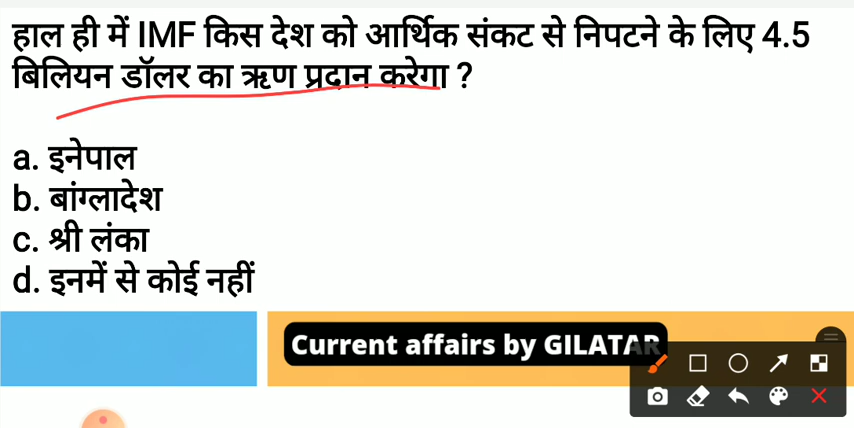 हाल ही में IMF किस देश को आर्थिक संकट से निपटने के लिए 4.5
बिलियन डॉलर का ऋण प्रदान करेगा ?
a. इनेपाल
b. बांग्लादेश
c. श्री लंका
d. इनमें से कोई नहीं
Current affairs by GILATAR